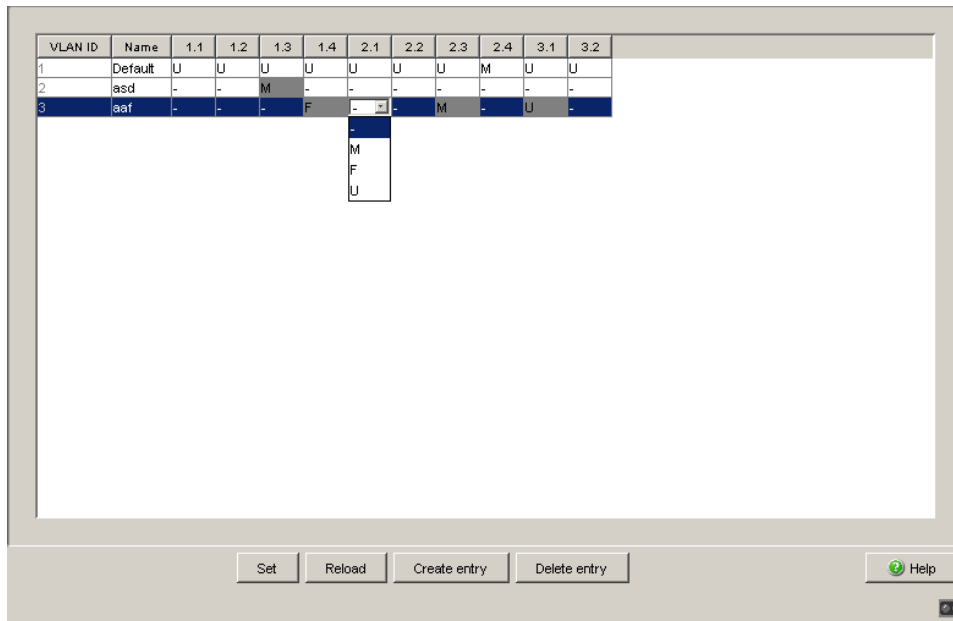 VLAN ID Name 1.1 1.2 1.3 1.4 2.1 2.2 2.3 2.4 3.1 3.2
1 Default U U U U U U U M U U
2 asd - - M - - - - - - -
3 aaf - - - F - - M - U -
-
M
F
U
Set Reload Create entry Delete entry Help